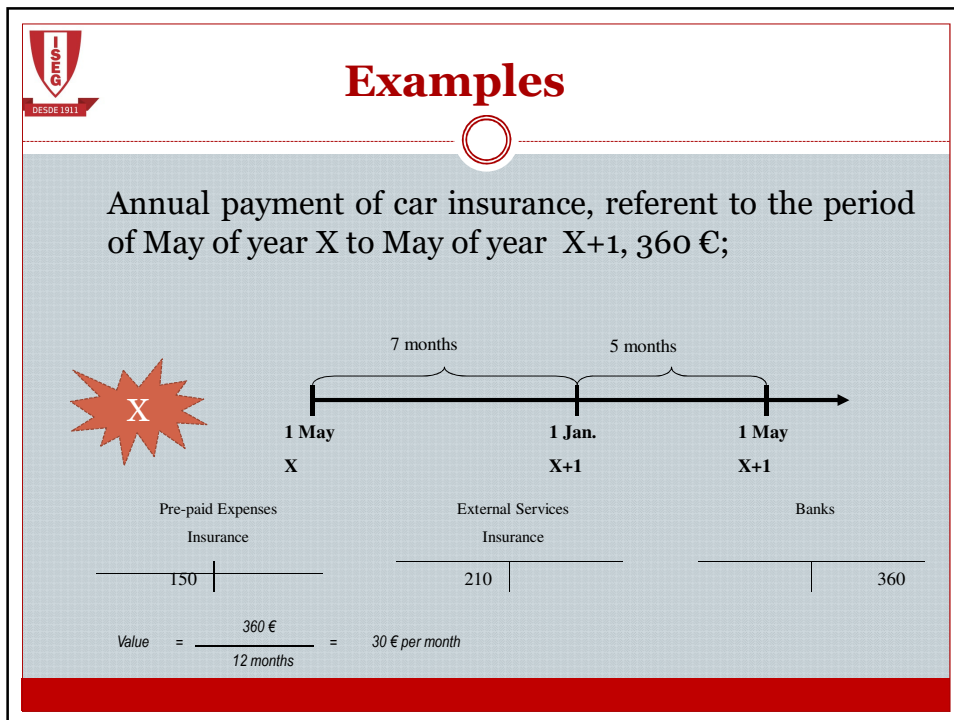 ISEG
DESDE 1911
Examples
Annual payment of car insurance, referent to the period
of May of year X to May of year X+1, 360 €;
7 months 5 months
X
1 May 1 Jan. 1 May
X X+1 X+1
Pre-paid Expenses External Services Banks
Insurance Insurance
150 210 360
360 €
Value = = 30 € per month
12 months